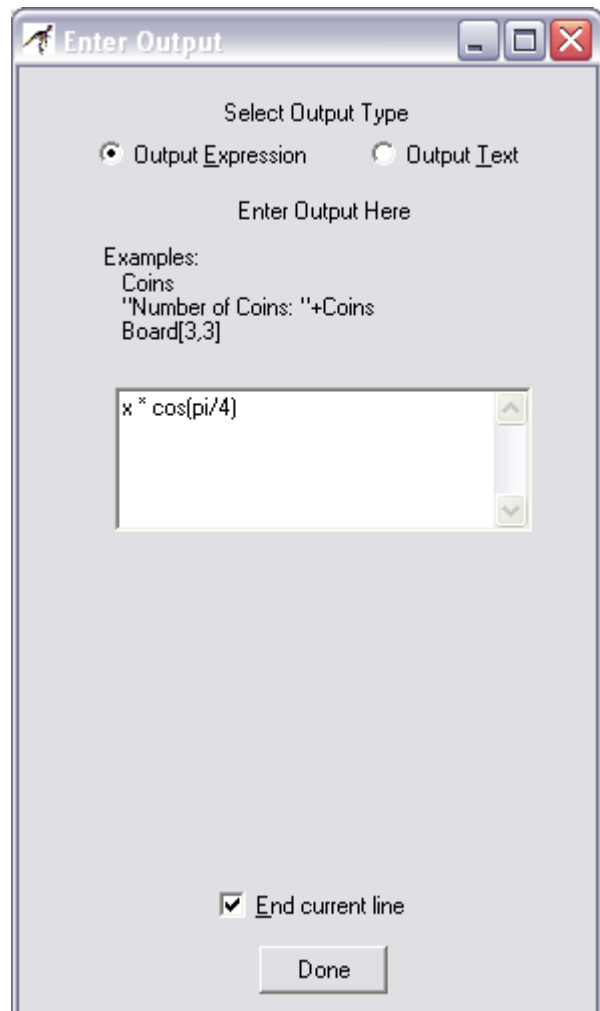 Enter Output
Select Output Type
Output Expression Output Text
Enter Output Here
Examples:
Coins
"Number of Coins: "+Coins
Board[3,3]
x * cos(pi/4)
End current line
Done